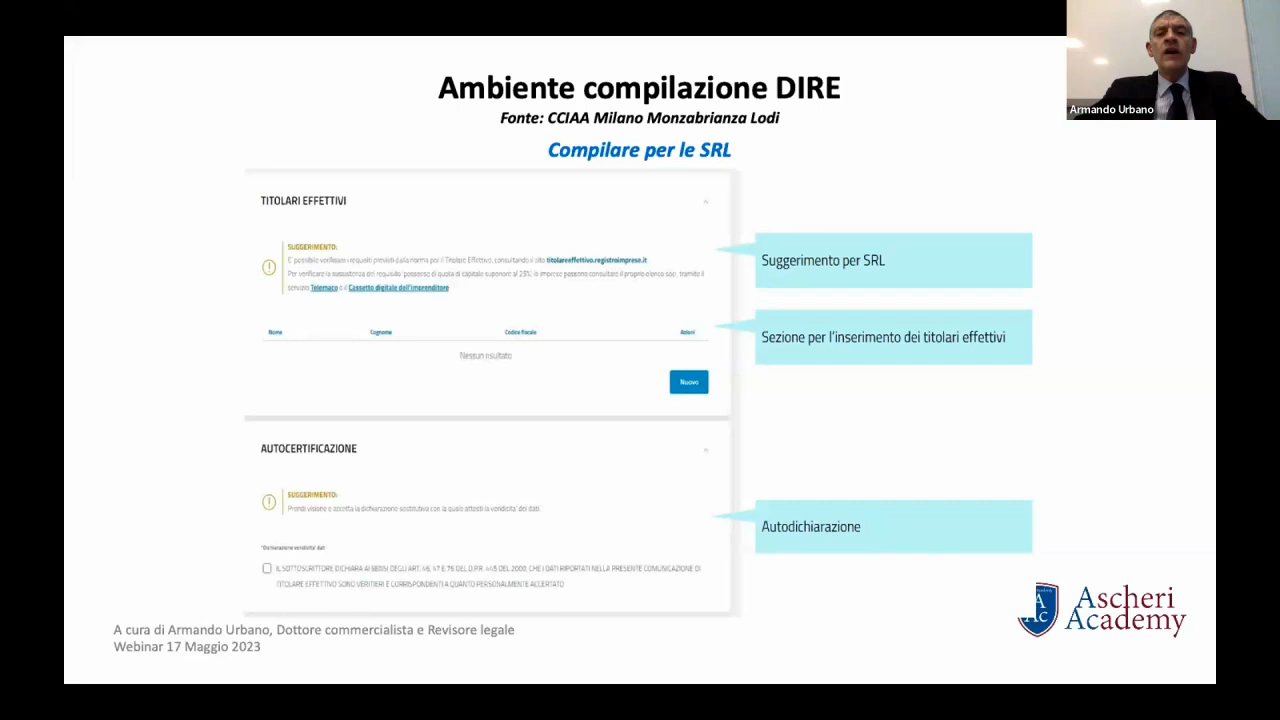 Armando Urbano
Ambiente compilazione DIRE
Fonte: CCIAA Milano Monzabrianza Lodi
Compilare per le SRL
TITOLARI EFFETTIVI
SUGGERIMENTO:
E' possibile verificare i requisiti previsti dalla norma per il Titolare Effettivo, consultando il sito titolareeffettivo.registroimprese.it
Per verificare la sussistenza del requisito: possesso di quota di capitale superiore al 25%, le imprese possono consultare il proprio elenco soci, tramite il
servizio Telemaco o il Cassetto digitale dell'imprenditore
Nome Cognome Codice fiscale Azioni
Nessun risultato
Nuovo
Suggerimento per SRL
Sezione per l'inserimento dei titolari effettivi
AUTOCERTIFICAZIONE
SUGGERIMENTO:
Prendi visione e accetta la dichiarazione sostitutiva con la quale attesti la veridicita' dei dati
*Dichiarazione veridicita' dati
IL SOTTOSCRITTORE DICHIARA AI SENSI DEGLI ART. 46, 47 E 76 DEL D.P.R. 445 DEL 2000, CHE I DATI RIPORTATI NELLA PRESENTE COMUNICAZIONE DI
TITOLARE EFFETTIVO SONO VERITIERI E CORRISPONDENTI A QUANTO PERSONALMENTE ACCERTATO
Autodichiarazione
A cura di Armando Urbano, Dottore commercialista e Revisore legale
Webinar 17 Maggio 2023
A
Ac
Ascheri
Academy